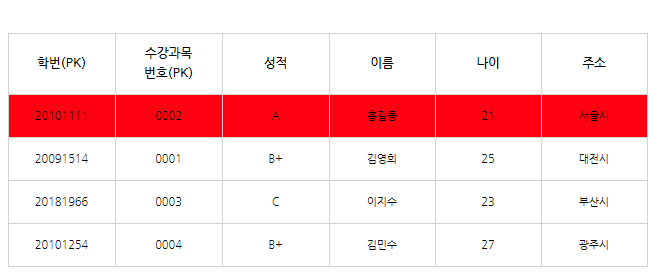 학번(PK) 수강과목 번호(PK) 성적 이름 나이 주소
20101111 0002 A 홍길동 21 서울시
20091514 0001 B+ 김영희 25 대전시
20181966 0003 C 이지수 23 부산시
20101254 0004 B+ 김민수 27 광주시